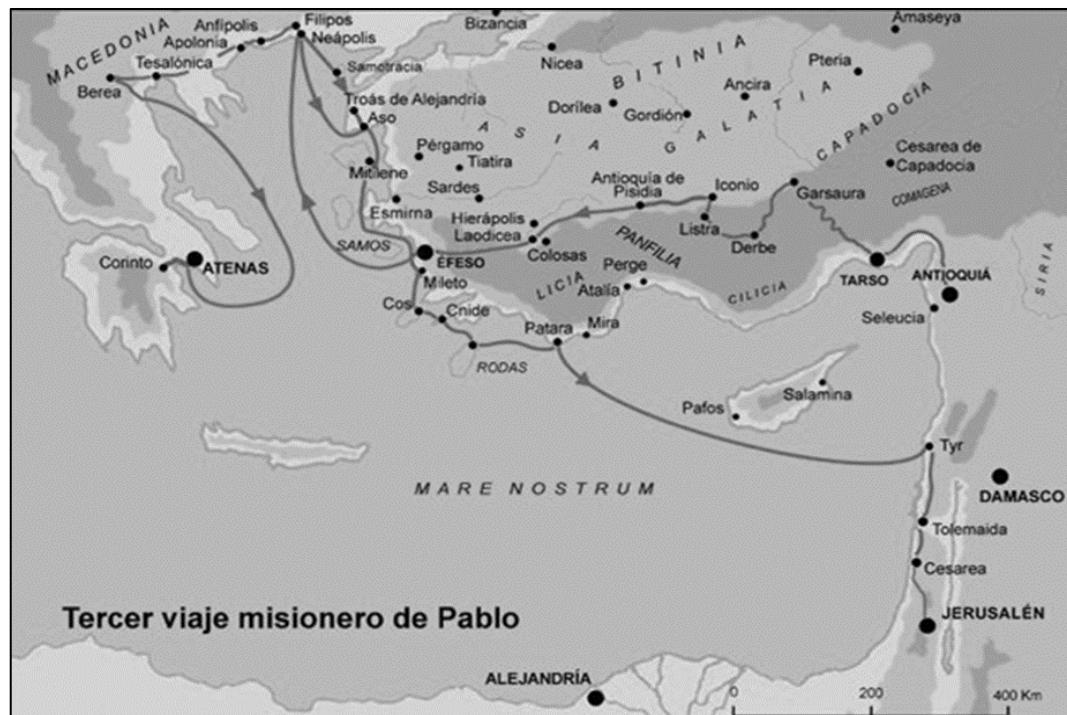 Filipos
Bizancia
Amaseya
Anfípolis
Neápolis
MACEDONIA
Apolonía
Tesalónica
Berea
Samotracia
Nicea
BITINIA
Pteria
Troás de Alejandría
Dorílea
Ancira
Gordión
Aso
ASIA
GALATIA
CAPADOCIA
Pérgamo
Tiatira
Mitilene
Cesarea de
Capadocia
Sardes
Antioquía de
Pisidia
Iconio
Garsaura
COMAGENA
Esmirna
Hierápolis
Laodicea
Listra
Derbe
SAMOS
ÉFESO
Colosas
PANFILIA
Corinto
ATENAS
Mileto
LICIA
Perge
Atalía
CILICIA
TARSO
ANTIOQUIÁ
SIRIA
Cos
Cnide
Patara
Mira
Seleucia
RODAS
Salamina
Pafos
Tyr
MARE NOSTRUM
DAMASCO
Tolemaida
Cesarea
Tercer viaje misionero de Pablo
JERUSALÉN
ALEJANDRÍA
0 200 400 Km